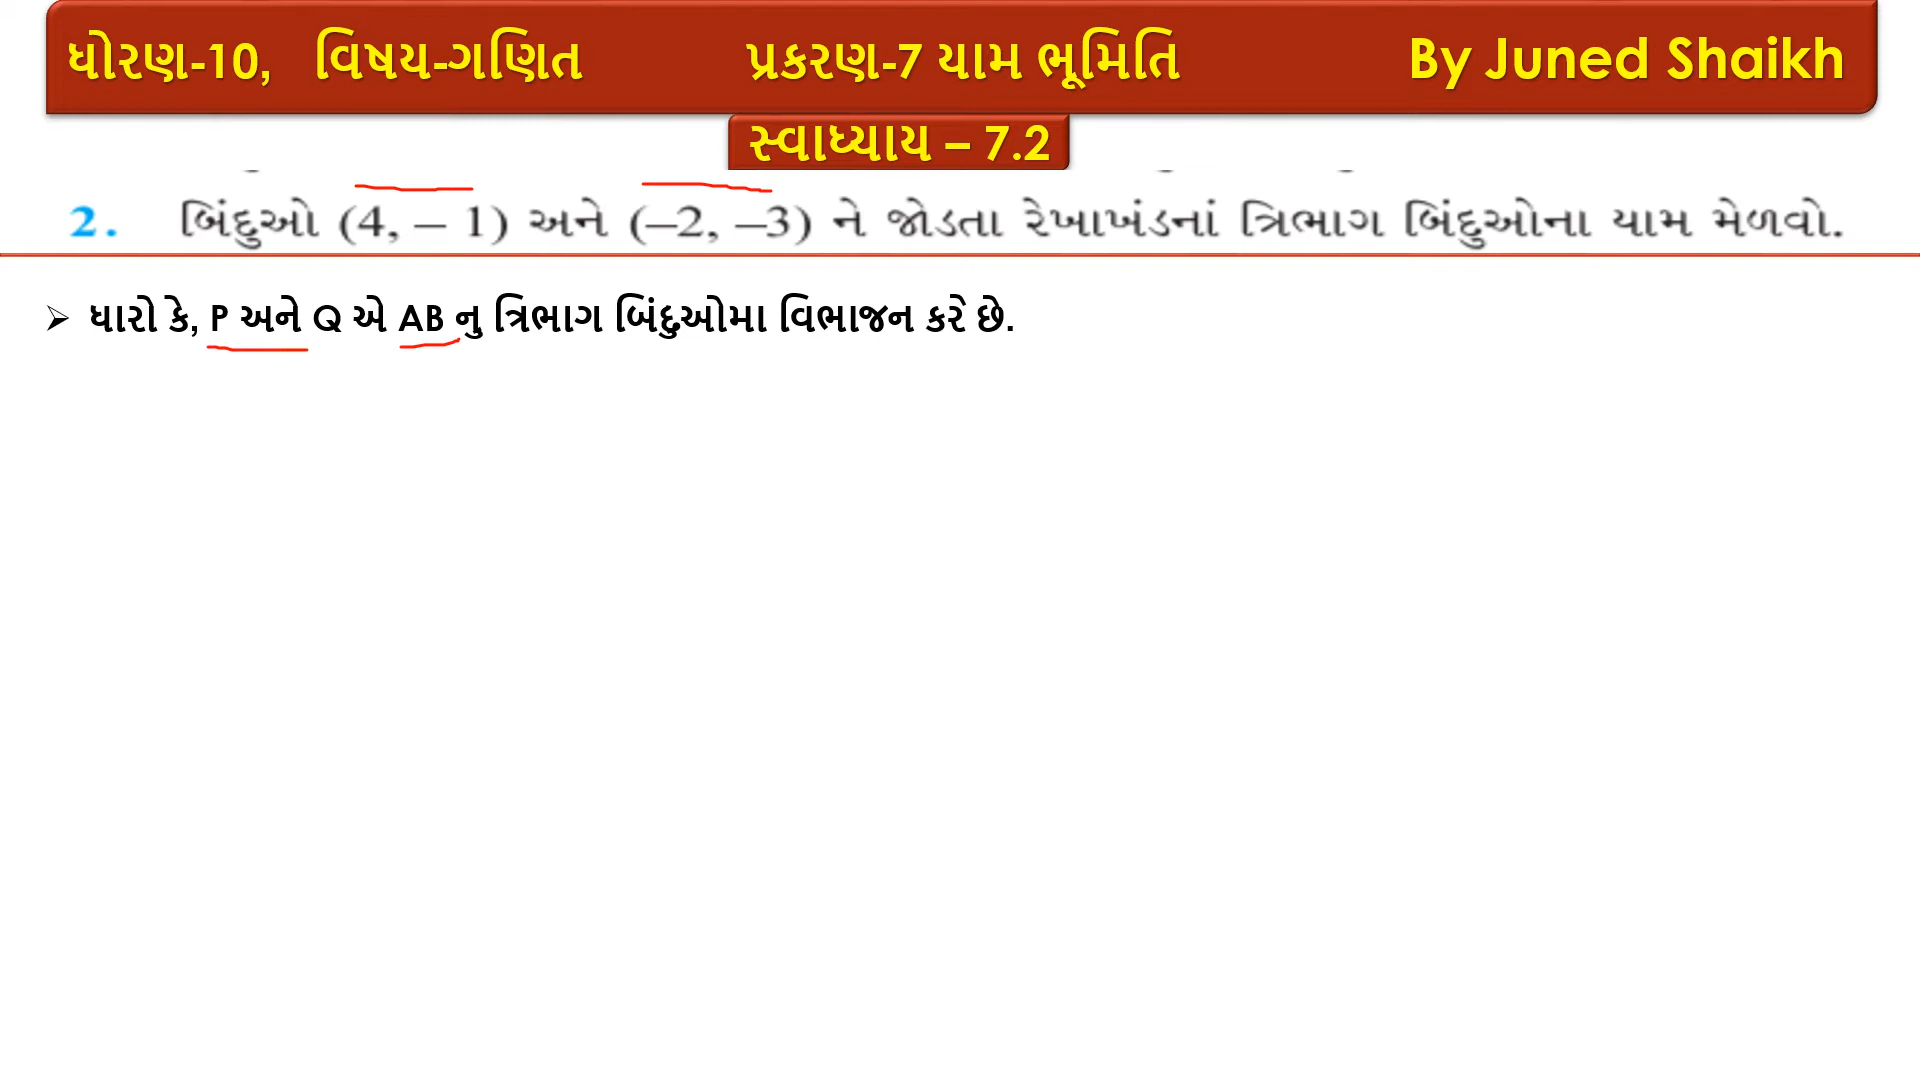 ધોરણ-10, વિષય-ગણિત પ્રકરણ-7 યામ ભૂમિતિ By Juned Shaikh
સ્વાધ્યાય – 7.2
2. બિંદુઓ (4, – 1) અને (–2, –3) ને જોડતા રેખાખંડનાં ત્રિભાગ બિંદુઓના યામ મેળવો.
➢ ધારો કે, P અને Q એ AB નુ ત્રિભાગ બિંદુઓમા વિભાજન કરે છે.